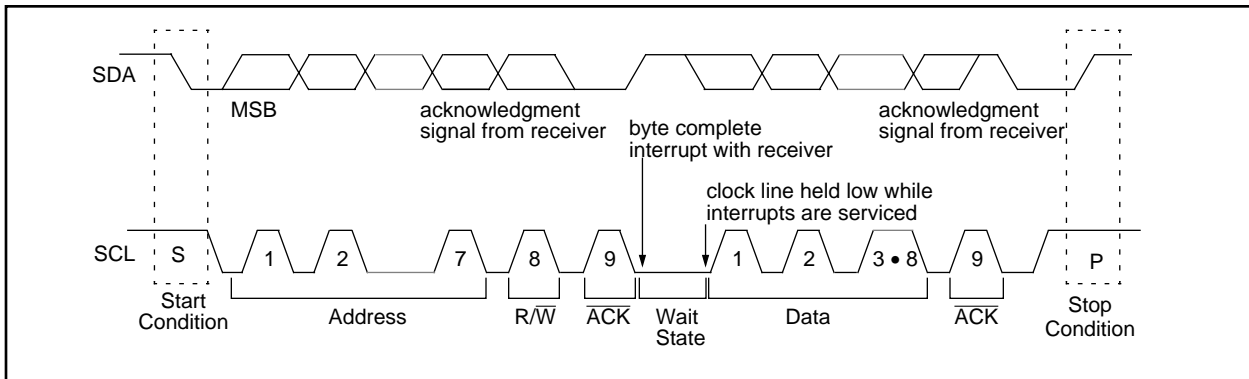 SDA
MSB
acknowledgment
signal from receiver
byte complete
interrupt with receiver
acknowledgment
signal from receiver
clock line held low while
interrupts are serviced
SCL
S
1
2
7
8
9
1
2
3 • 8
9
P
Start
Condition
Address
R/W̅
A̅C̅K̅
Wait
State
Data
A̅C̅K̅
Stop
Condition